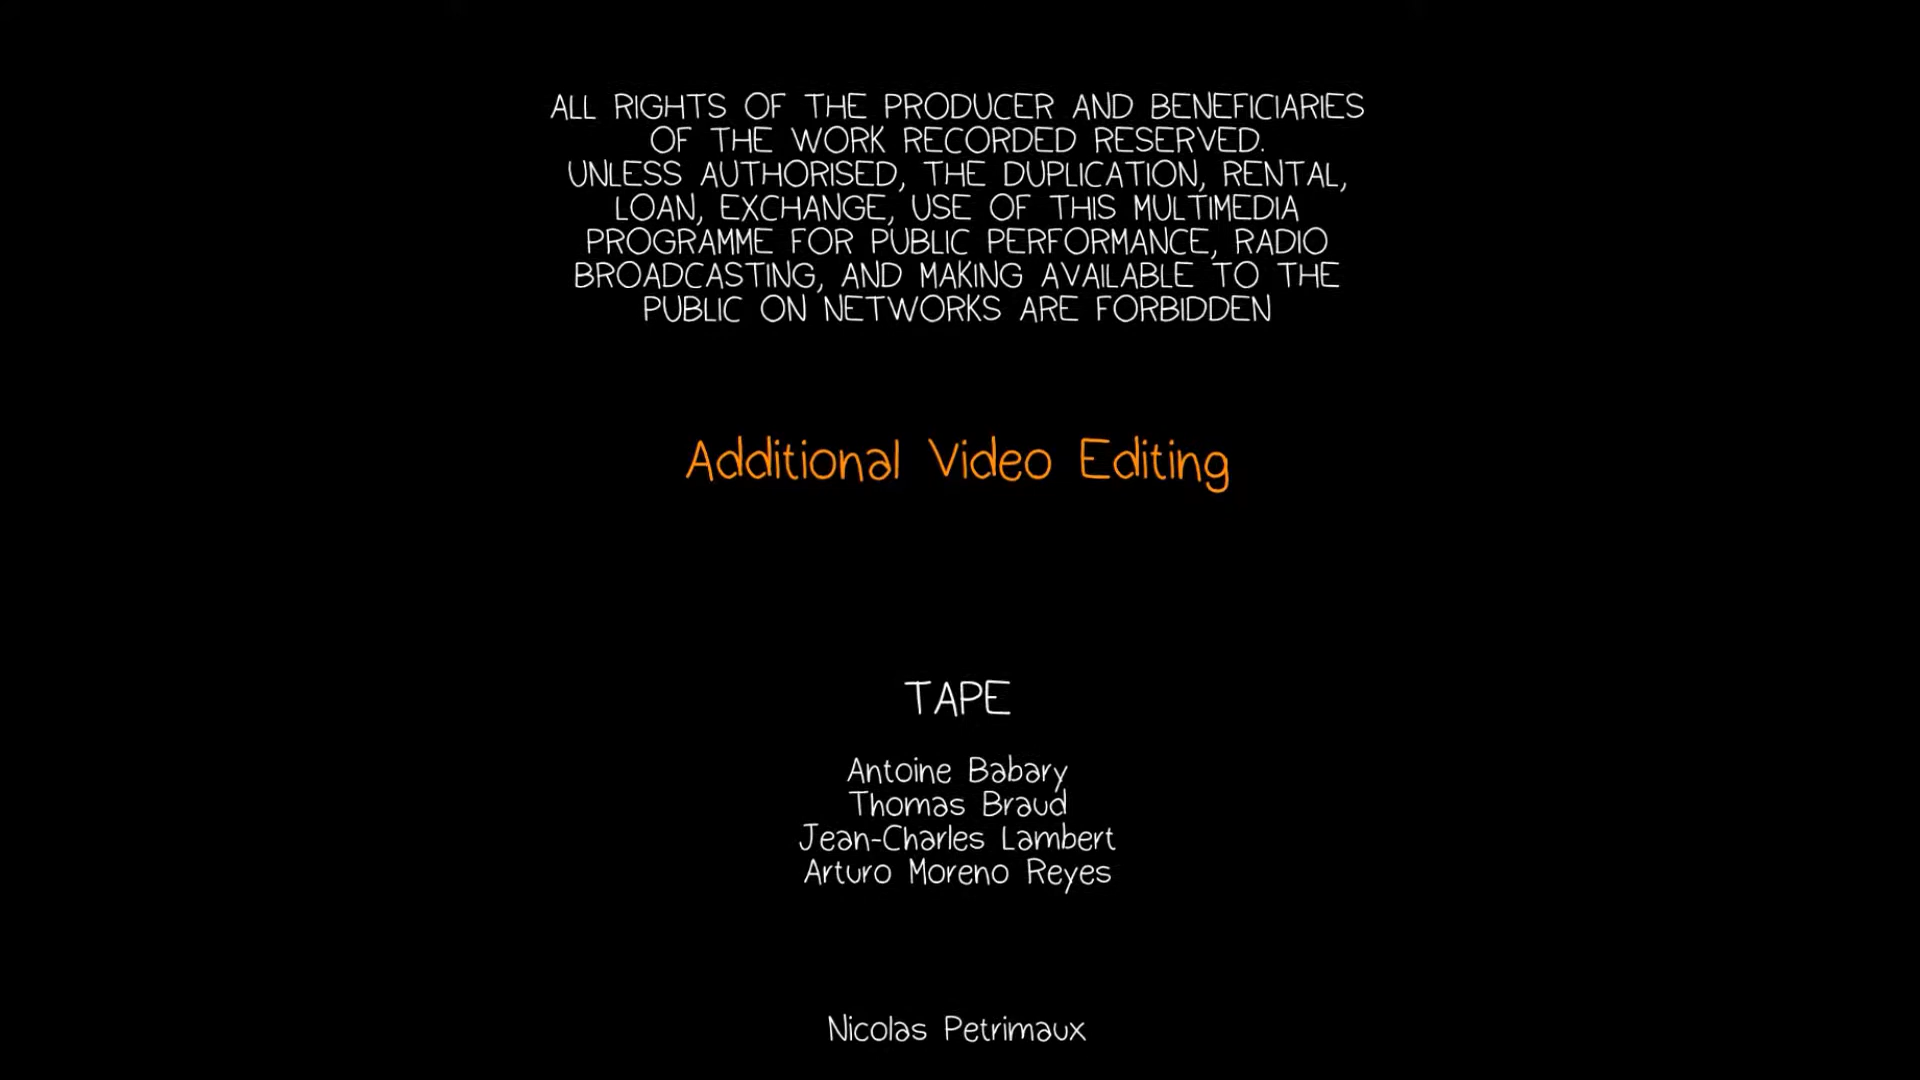 ALL RIGHTS OF THE PRODUCER AND BENEFICIARIES
OF THE WORK RECORDED RESERVED.
UNLESS AUTHORISED, THE DUPLICATION, RENTAL,
LOAN, EXCHANGE, USE OF THIS MULTIMEDIA
PROGRAMME FOR PUBLIC PERFORMANCE, RADIO
BROADCASTING, AND MAKING AVAILABLE TO THE
PUBLIC ON NETWORKS ARE FORBIDDEN
Additional Video Editing
TAPE
Antoine Babary
Thomas Braud
Jean-Charles Lambert
Arturo Moreno Reyes
Nicolas Petrimaux